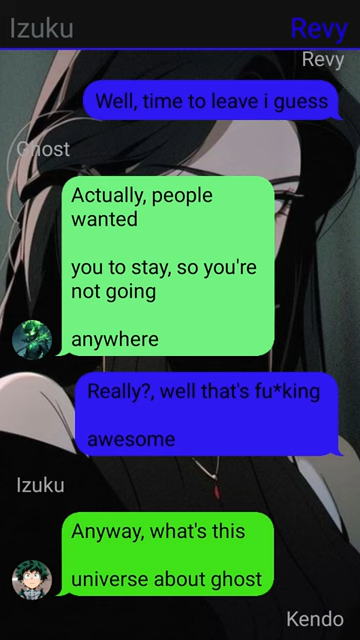 Izuku
Revy
Revy
Well, time to leave i guess
Ghost
Actually, people
wanted
you to stay, so you're
not going
anywhere
Really?, well that's fu*king
awesome
Izuku
Anyway, what's this
universe about ghost
Kendo